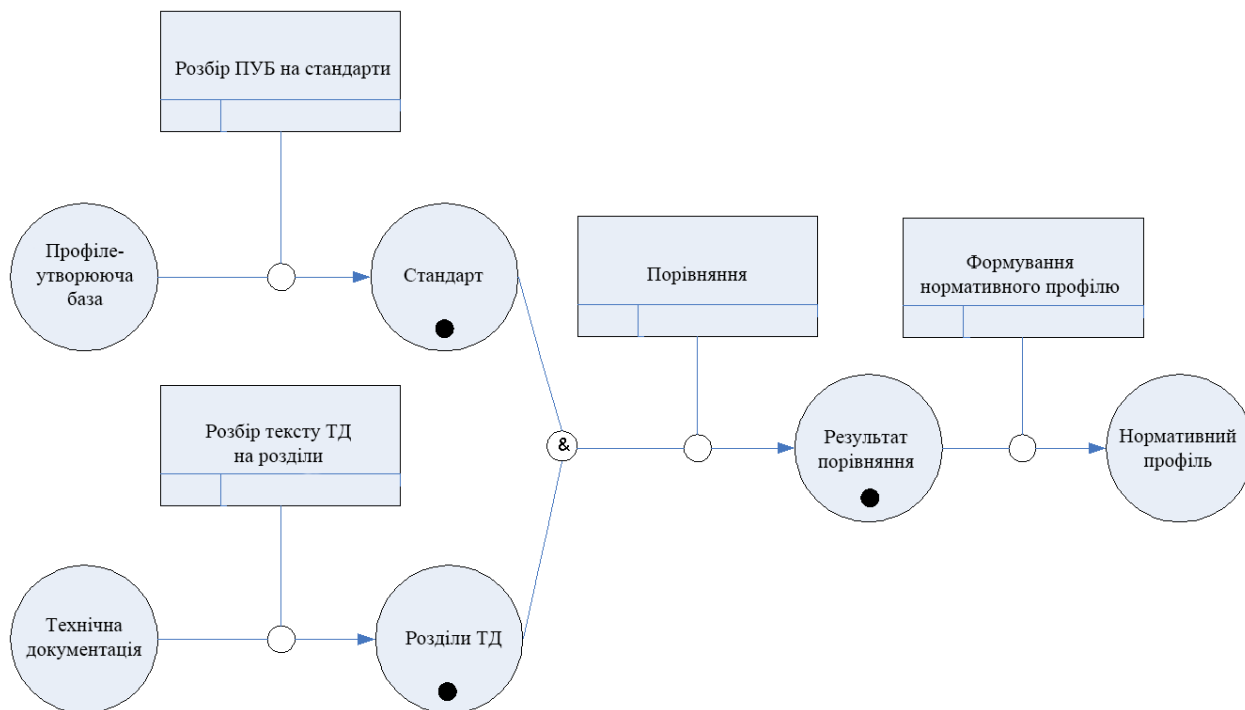 Розбір ПУБ на стандарти
Профіле-
утворююча
база
Стандарт
Порівняння
Формування
нормативного профілю
Розбір тексту ТД
на розділи
&
Результат
порівняння
Нормативний
профіль
Технічна
документація
Розділи ТД